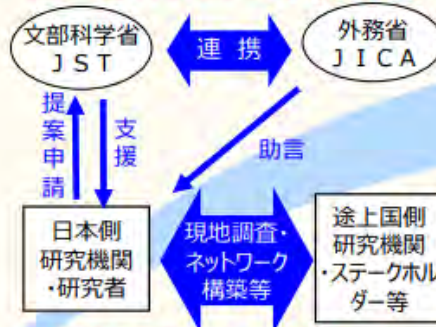 文部科学省
JST
連携
外務省
JICA
提案申請
支援
助言
日本側
研究機関
・研究者
現地調査・
ネットワーク
構築等
途上国側
研究機関
・ステークホル
ダー等